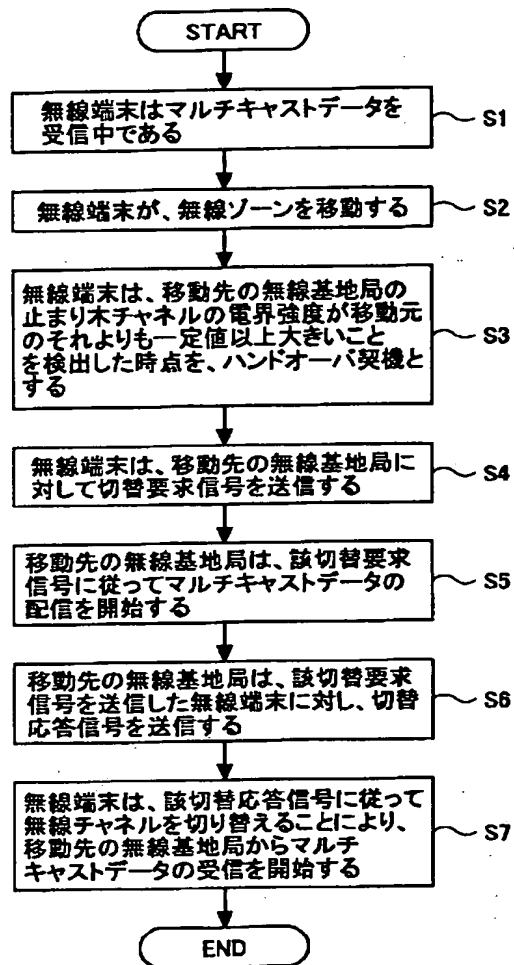 START
無線端末はマルチキャストデータを
受信中である
S1
無線端末が、無線ゾーンを移動する
S2
無線端末は、移動先の無線基地局の
止まり木チャネルの電界強度が移動元
のそれよりも一定値以上大きいこと
を検出した時点を、ハンドオーバ契機と
する
S3
無線端末は、移動先の無線基地局に
対して切替要求信号を送信する
S4
移動先の無線基地局は、該切替要求
信号に従ってマルチキャストデータの
配信を開始する
S5
移動先の無線基地局は、該切替要求
信号を送信した無線端末に対し、切替
応答信号を送信する
S6
無線端末は、該切替応答信号に従って
無線チャネルを切り替えることにより、
移動先の無線基地局からマルチ
キャストデータの受信を開始する
S7
END